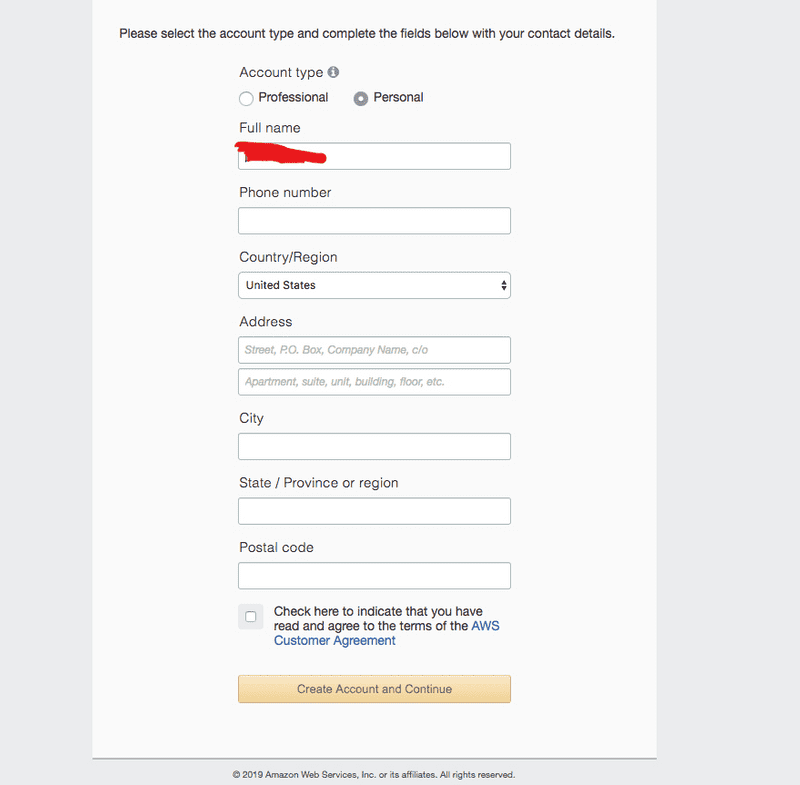 Please select the account type and complete the fields below with your contact details.
Account type
Professional Personal
Full name
Phone number
Country/Region
United States
Address
Street, P.O. Box, Company Name, c/o
Apartment, suite, unit, building, floor, etc.
City
State / Province or region
Postal code
Check here to indicate that you have
read and agree to the terms of the AWS
Customer Agreement
Create Account and Continue
© 2019 Amazon Web Services, Inc. or its affiliates. All rights reserved.